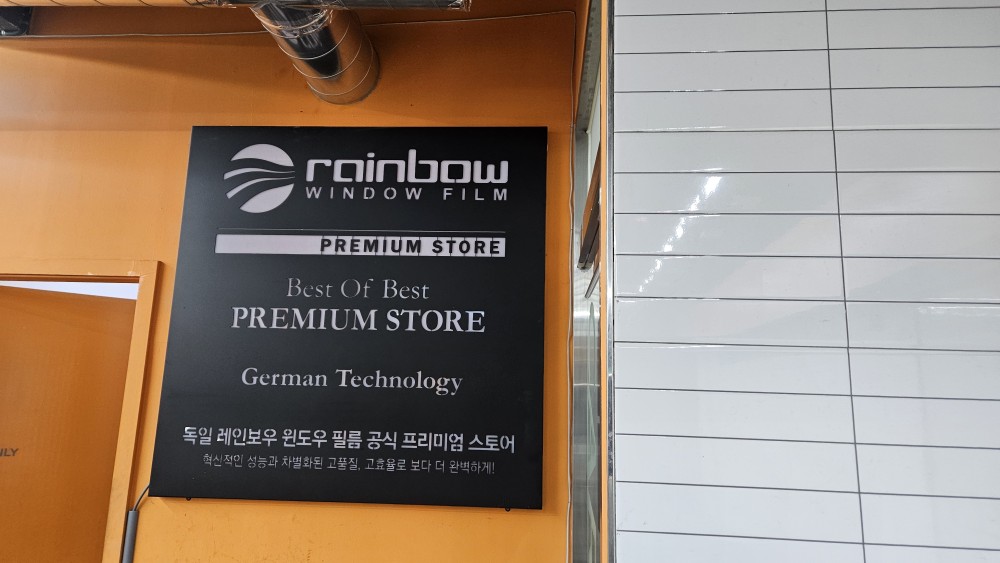 rainbow
WINDOW FILM
PREMIUM STORE
Best Of Best
PREMIUM STORE
German Technology
독일 레인보우 윈도우 필름 공식 프리미엄 스토어
혁신적인 성능과 차별화된 고품질, 고효율로 보다 더 완벽하게!